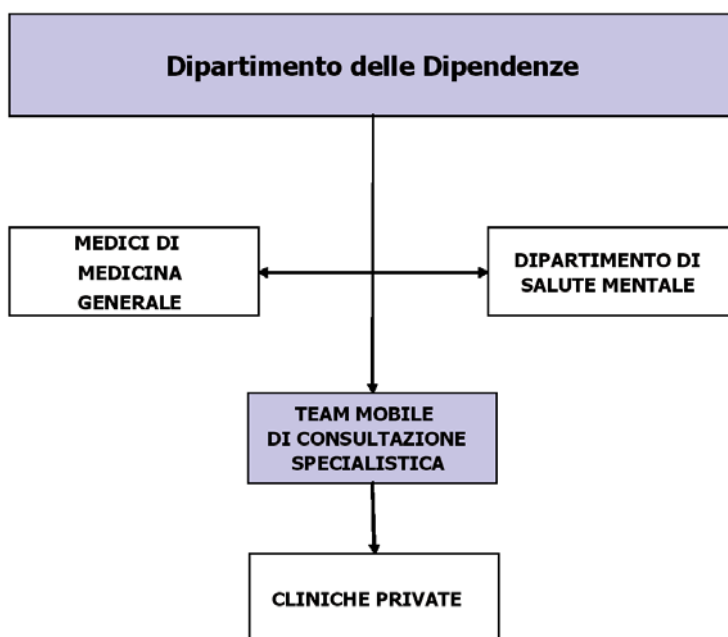 Dipartimento delle Dipendenze
MEDICI DI
MEDICINA
GENERALE
DIPARTIMENTO DI
SALUTE MENTALE
TEAM MOBILE
DI CONSULTAZIONE
SPECIALISTICA
CLINICHE PRIVATE